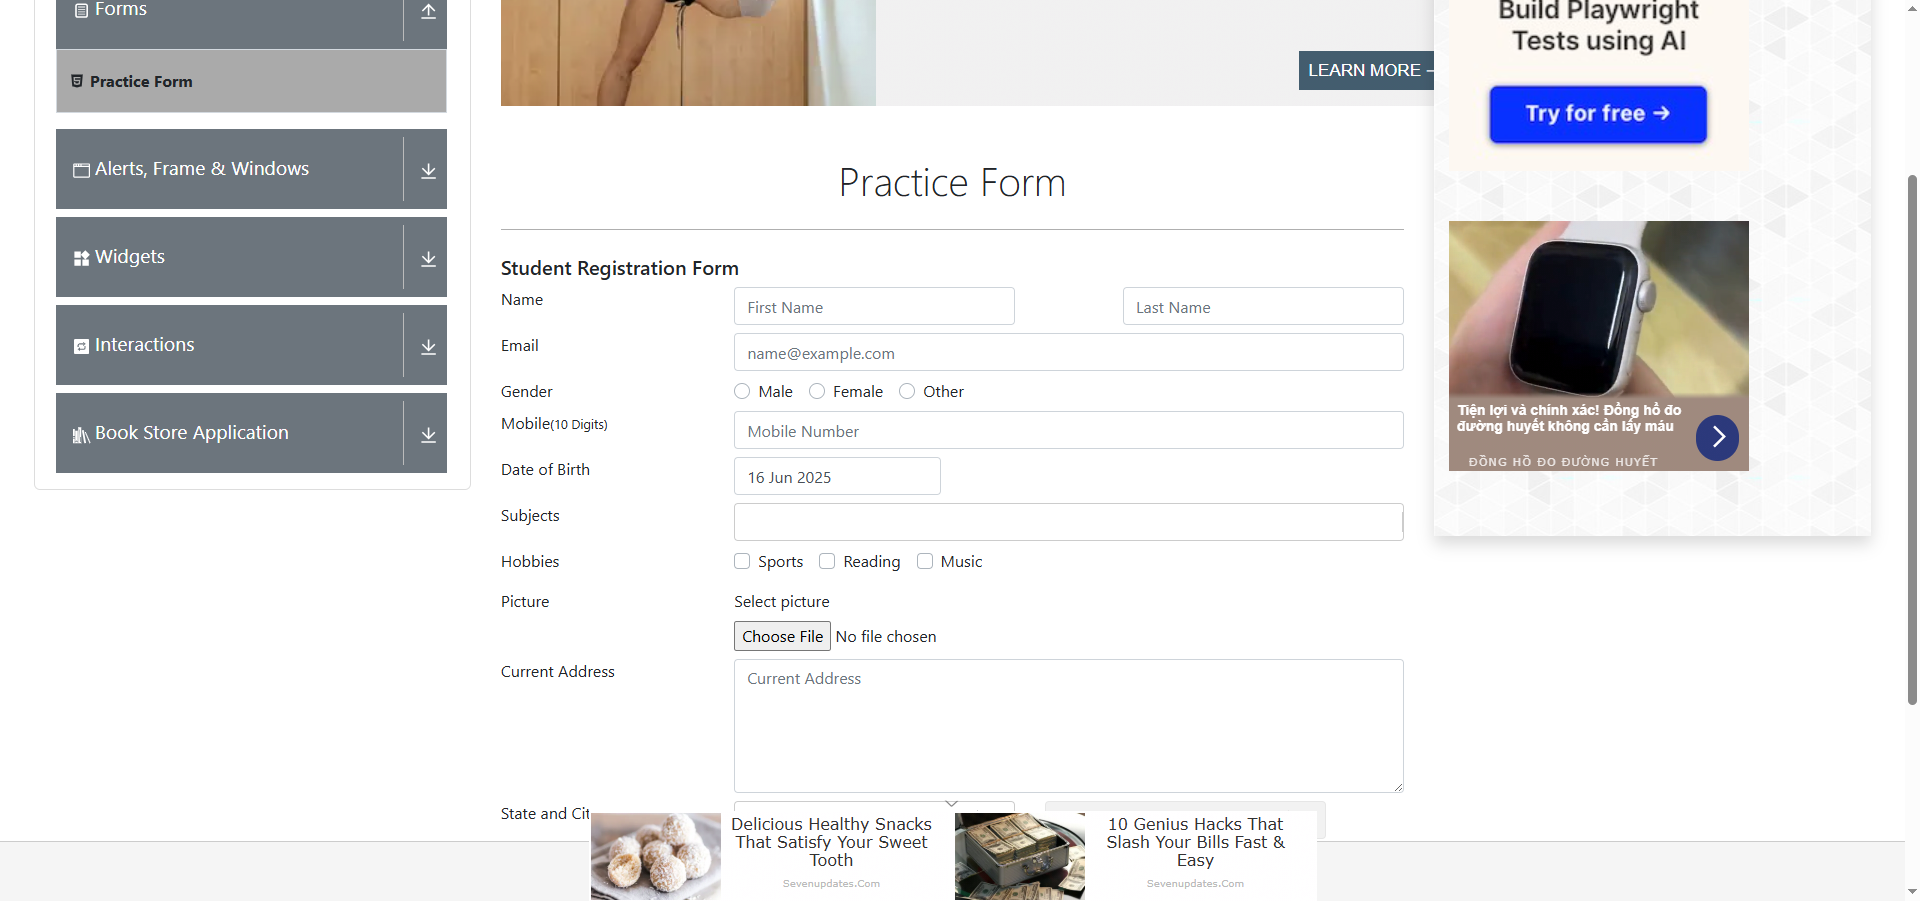 Forms
Practice Form
Alerts, Frame & Windows
Widgets
Interactions
Book Store Application
LEARN MORE
Practice Form
Student Registration Form
Name
First Name
Last Name
Email
name@example.com
Gender
Male
Female
Other
Mobile(10 Digits)
Mobile Number
Date of Birth
16 Jun 2025
Subjects
Hobbies
Sports
Reading
Music
Picture
Select picture
Choose File
No file chosen
Current Address
Current Address
State and Cit
Delicious Healthy Snacks
That Satisfy Your Sweet
Tooth
Sevenupdates.Com
10 Genius Hacks That
Slash Your Bills Fast &
Easy
Sevenupdates.Com
Build Playwright
Tests using AI
Try for free →
Tiện lợi và chính xác! Đồng hồ đo
đường huyết không cần lấy máu
ĐỒNG HỒ ĐO ĐƯỜNG HUYẾT